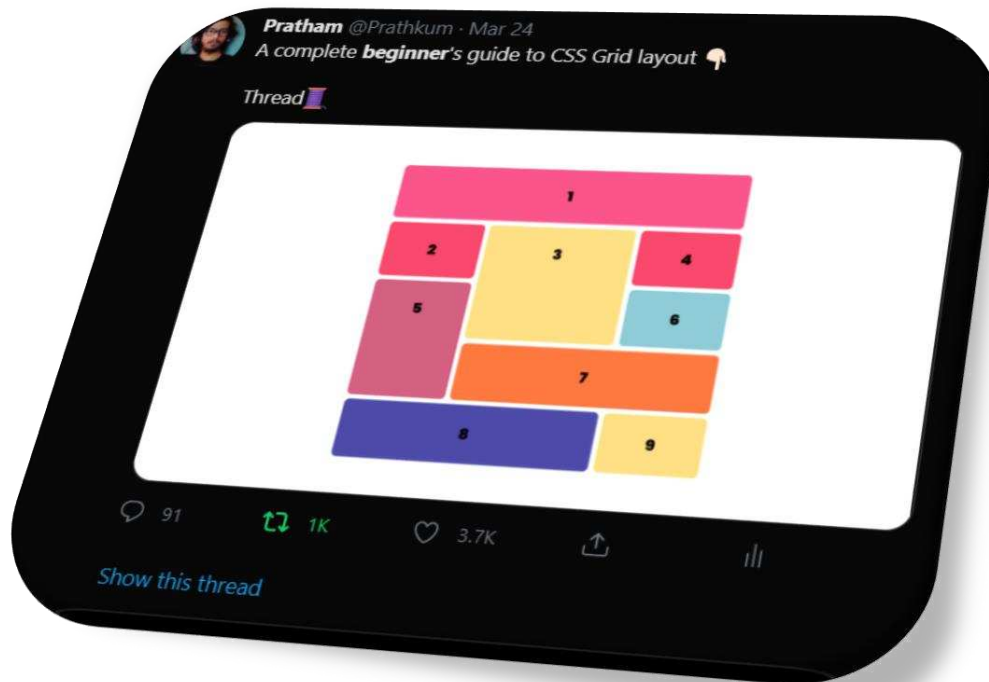 Pratham @Prathkum · Mar 24
A complete beginner's guide to CSS Grid layout 👇🏻
Thread🧵
1
2
3
4
5
6
7
8
9
91
1K
3.7K
Show this thread